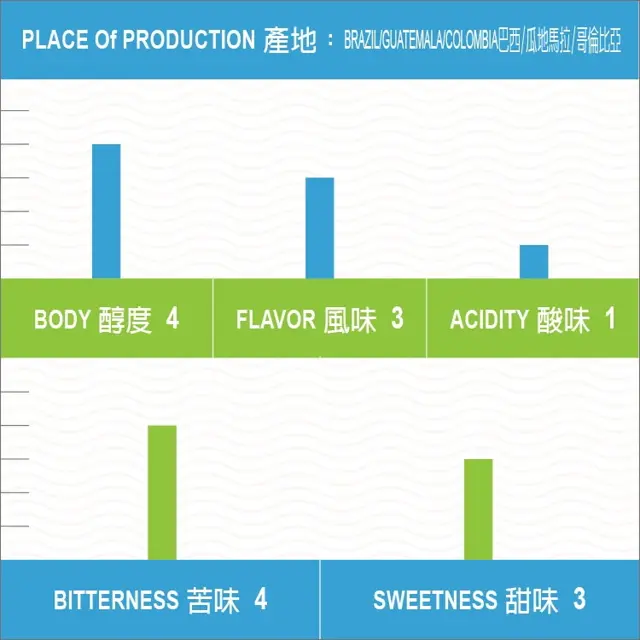 PLACE Of PRODUCTION 產地 : BRAZIL/GUATEMALA/COLOMBIA巴西/瓜地馬拉/哥倫比亞
BODY 醇度 4
FLAVOR 風味 3
ACIDITY 酸味 1
BITTERNESS 苦味 4
SWEETNESS 甜味 3